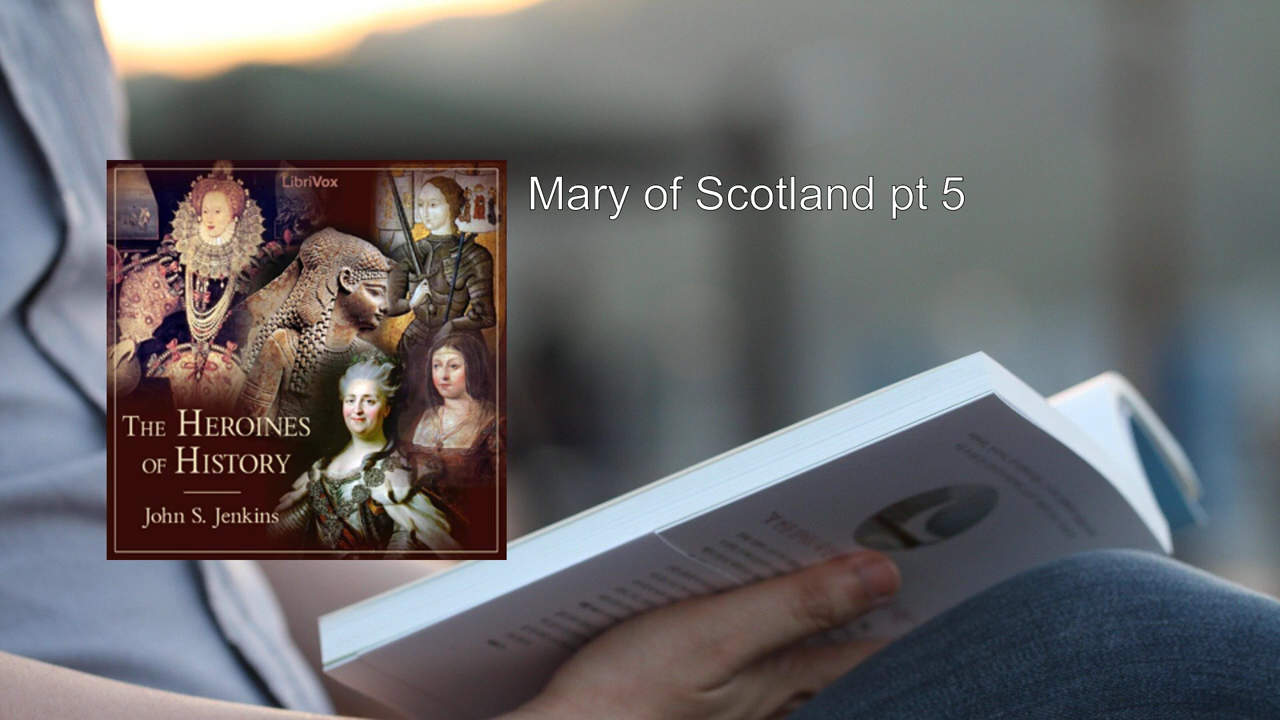 LibriVox
Mary of Scotland pt 5
THE HEROINES
OF HISTORY
John S. Jenkins